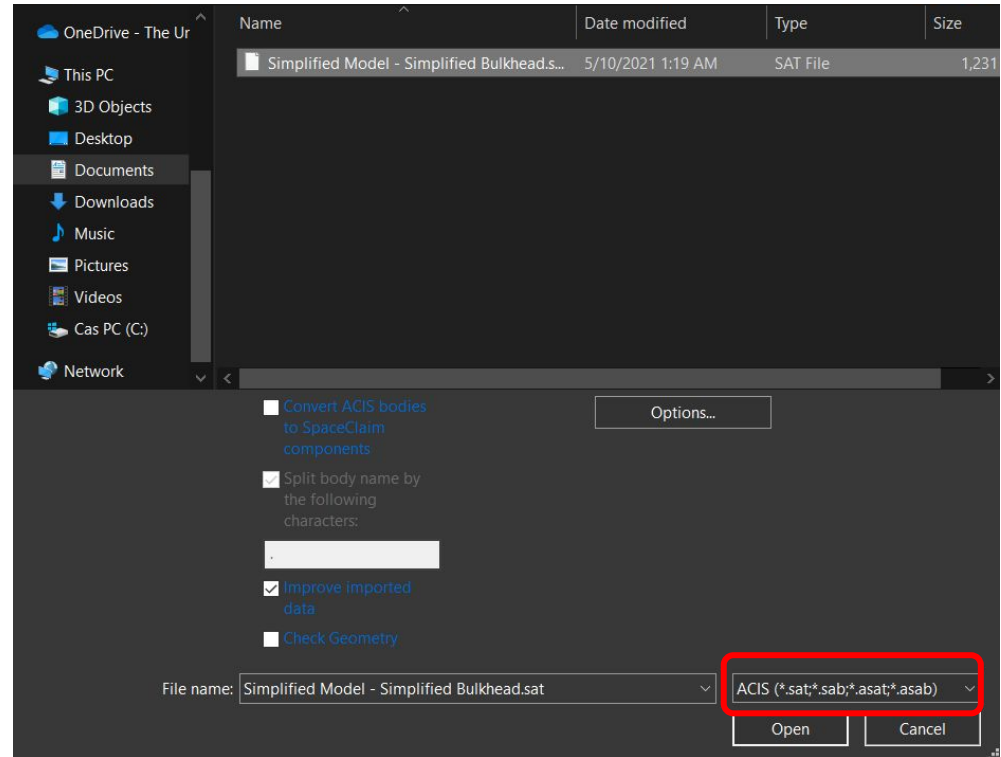 Name Date modified Type Size
OneDrive - The Ur
Simplified Model - Simplified Bulkhead.s... 5/10/2021 1:19 AM SAT File 1,231
This PC
3D Objects
Desktop
Documents
Downloads
Music
Pictures
Videos
Cas PC (C:)
Network
Convert ACIS bodies
to SpaceClaim
components
Options...
Split body name by
the following
characters:
.
Improve imported
data
Check Geometry
File name: Simplified Model - Simplified Bulkhead.sat ACIS (*.sat;*.sab;*.asat;*.asab)
Open Cancel